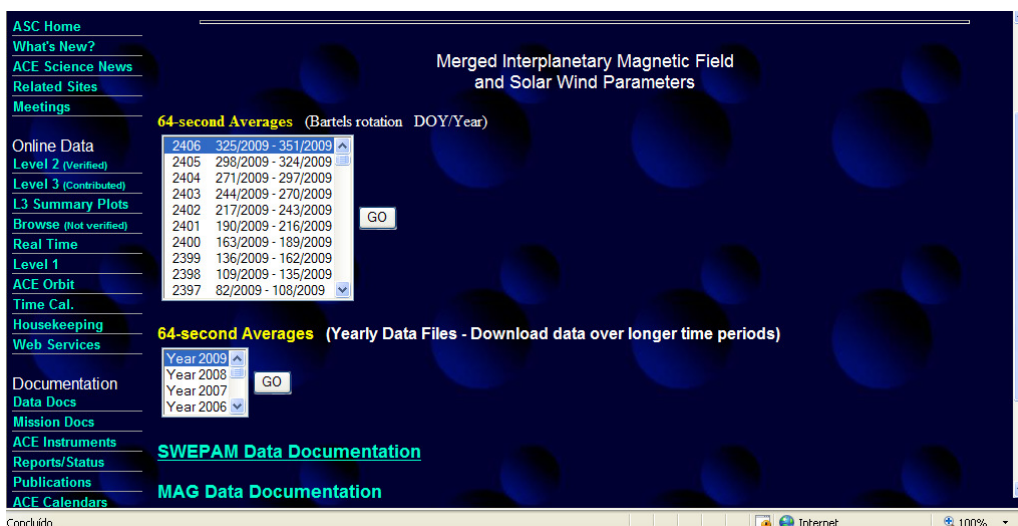 ASC Home
What's New?
ACE Science News
Related Sites
Meetings
Online Data
Level 2 (Verified)
Level 3 (Contributed)
L3 Summary Plots
Browse (Not verified)
Real Time
Level 1
ACE Orbit
Time Cal.
Housekeeping
Web Services
Documentation
Data Docs
Mission Docs
ACE Instruments
Reports/Status
Publications
ACE Calendars
Merged Interplanetary Magnetic Field
and Solar Wind Parameters
64-second Averages (Bartels rotation DOY/Year)
2406 325/2009 - 351/2009
2405 298/2009 - 324/2009
2404 271/2009 - 297/2009
2403 244/2009 - 270/2009
2402 217/2009 - 243/2009
2401 190/2009 - 216/2009
2400 163/2009 - 189/2009
2399 136/2009 - 162/2009
2398 109/2009 - 135/2009
2397 82/2009 - 108/2009
GO
64-second Averages (Yearly Data Files - Download data over longer time periods)
Year 2009
Year 2008
Year 2007
Year 2006
GO
SWEPAM Data Documentation
MAG Data Documentation
Concluído
Internet
100%